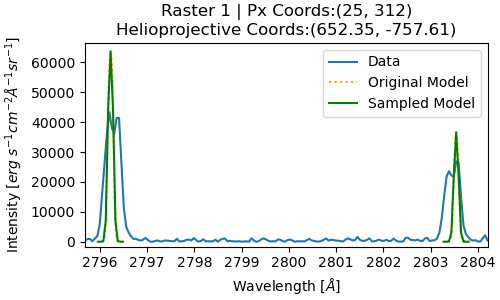 Raster 1 | Px Coords:(25, 312)
Helioprojective Coords:(652.35, -757.61)
Data
Original Model
Sampled Model
Intensity [erg s⁻¹cm⁻²Å⁻¹sr⁻¹]
60000
50000
40000
30000
20000
10000
0
2796 2797 2798 2799 2800 2801 2802 2803 2804
Wavelength [Å]